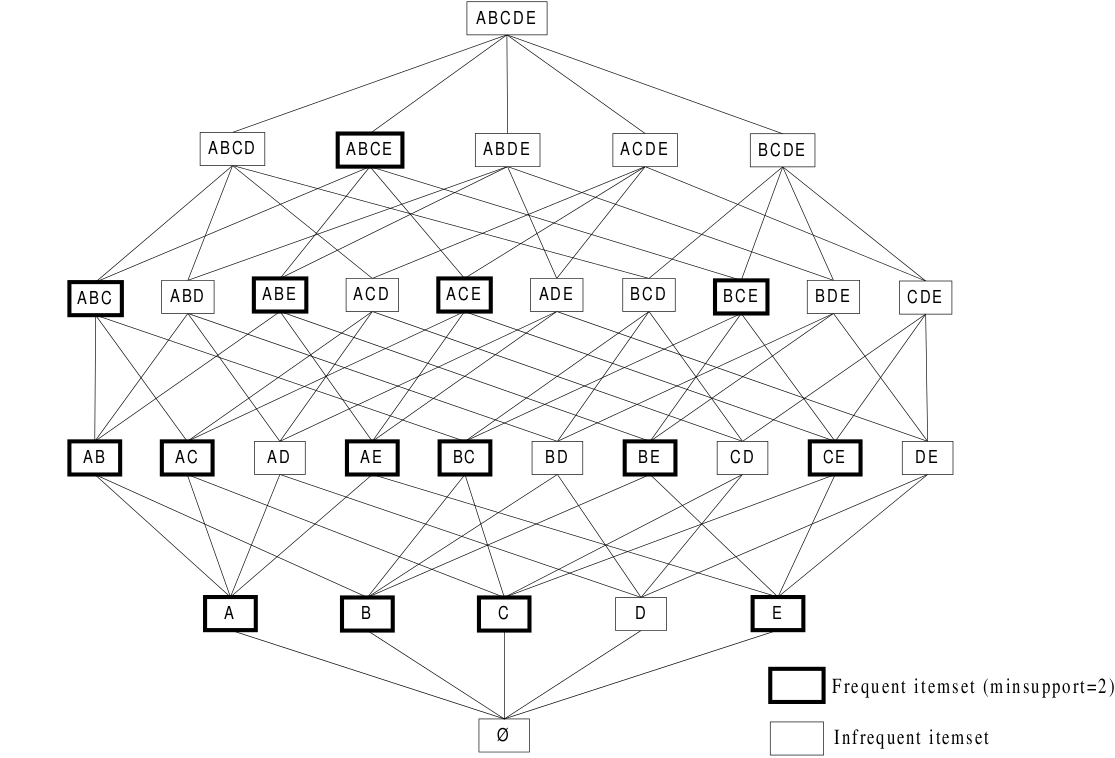 ABCDE
ABCD ABCE ABDE ACDE BCDE
ABC ABD ABE ACD ACE ADE BCD BCE BDE CDE
AB AC AD AE BC BD BE CD CE DE
A B C D E
Frequent itemset (minsupport=2)
Ø
Infrequent itemset